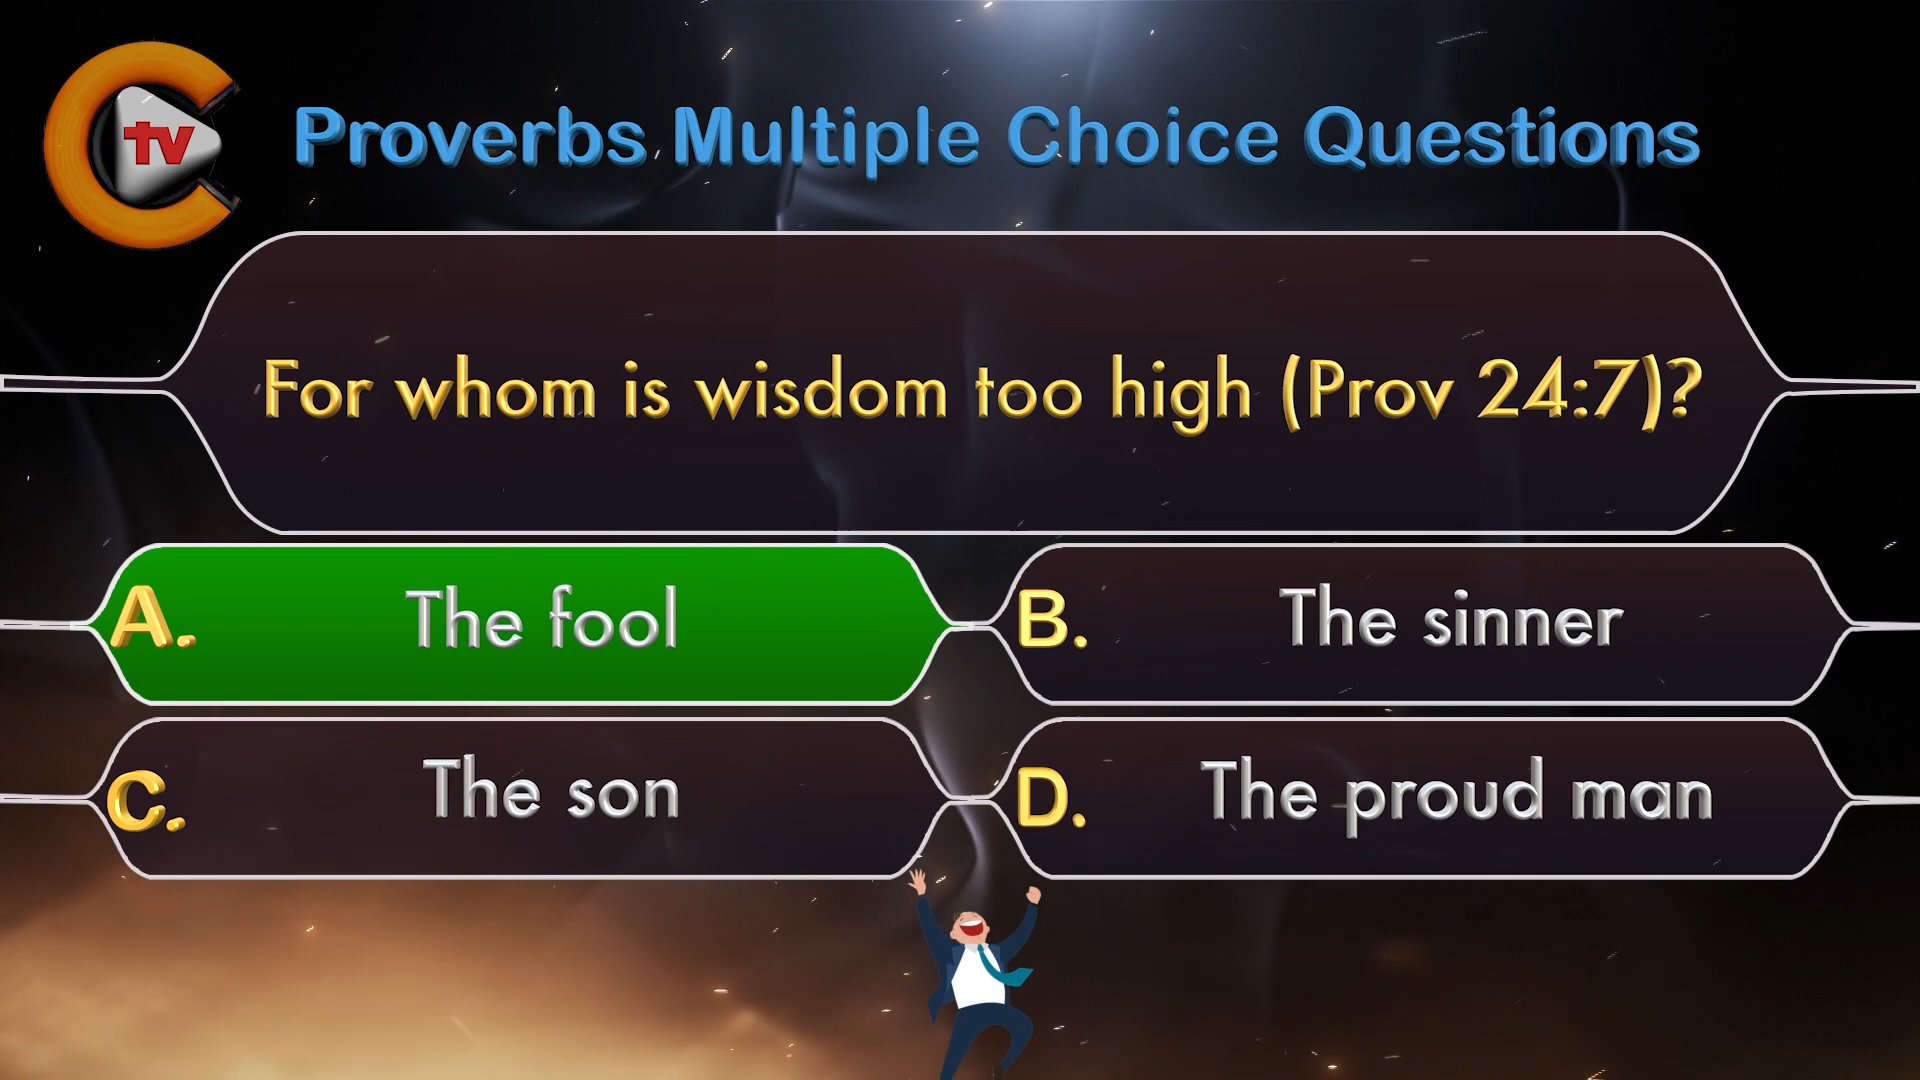 tv
Proverbs Multiple Choice Questions
For whom is wisdom too high (Prov 24:7)?
A. The fool
B. The sinner
C. The son
D. The proud man